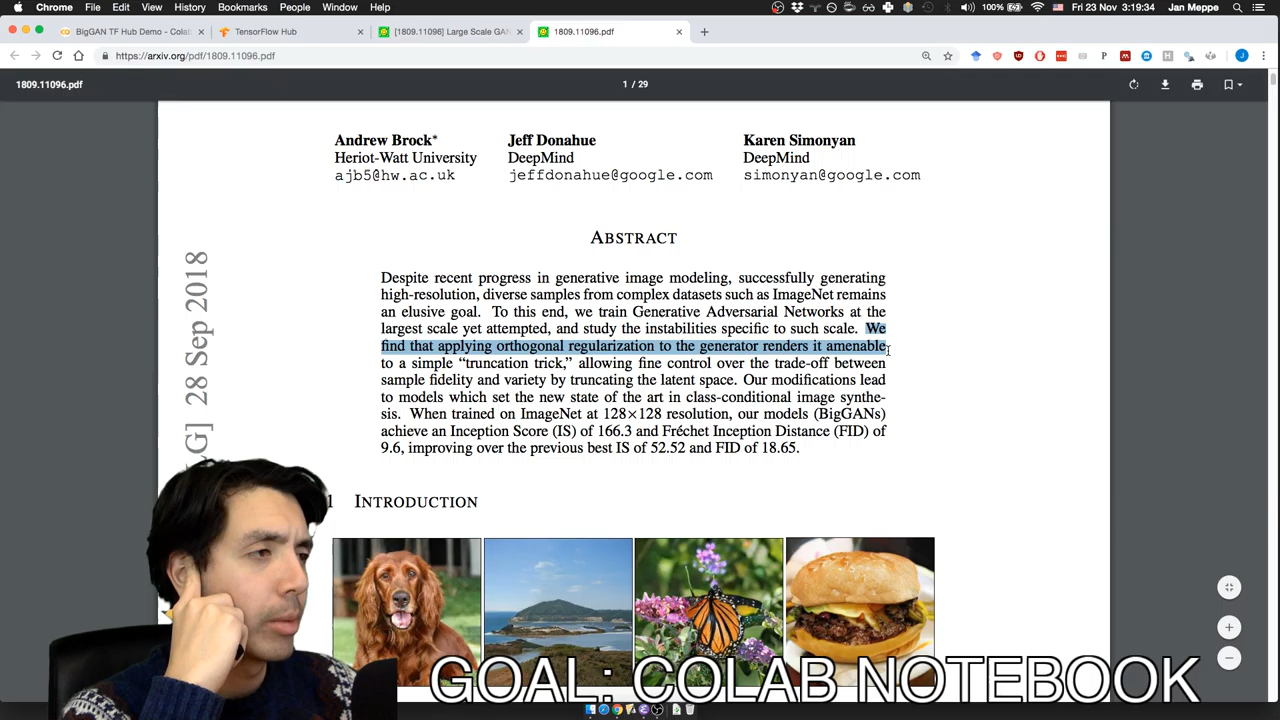 Chrome File Edit View History Bookmarks People Window Help 100% Fri 23 Nov 03:19:34 Jan Meppe
BigGAN TF Hub Demo - Colab
TensorFlow Hub
[1809.11096] Large Scale GAN
1809.11096.pdf
https://arxiv.org/pdf/1809.11096.pdf
1809.11096.pdf
1 / 29
Andrew Brock* Jeff Donahue Karen Simonyan
Heriot-Watt University DeepMind DeepMind
ajb5@hw.ac.uk jeffdonahue@google.com simonyan@google.com
ABSTRACT
Despite recent progress in generative image modeling, successfully generating
high-resolution, diverse samples from complex datasets such as ImageNet remains
an elusive goal. To this end, we train Generative Adversarial Networks at the
largest scale yet attempted, and study the instabilities specific to such scale. We
find that applying orthogonal regularization to the generator renders it amenable
to a simple “truncation trick,” allowing fine control over the trade-off between
sample fidelity and variety by truncating the latent space. Our modifications lead
to models which set the new state of the art in class-conditional image synthe-
sis. When trained on ImageNet at 128×128 resolution, our models (BigGANs)
achieve an Inception Score (IS) of 166.3 and Fréchet Inception Distance (FID) of
9.6, improving over the previous best IS of 52.52 and FID of 18.65.
G] 28 Sep 2018
1 INTRODUCTION
GOAL: COLAB NOTEBOOK